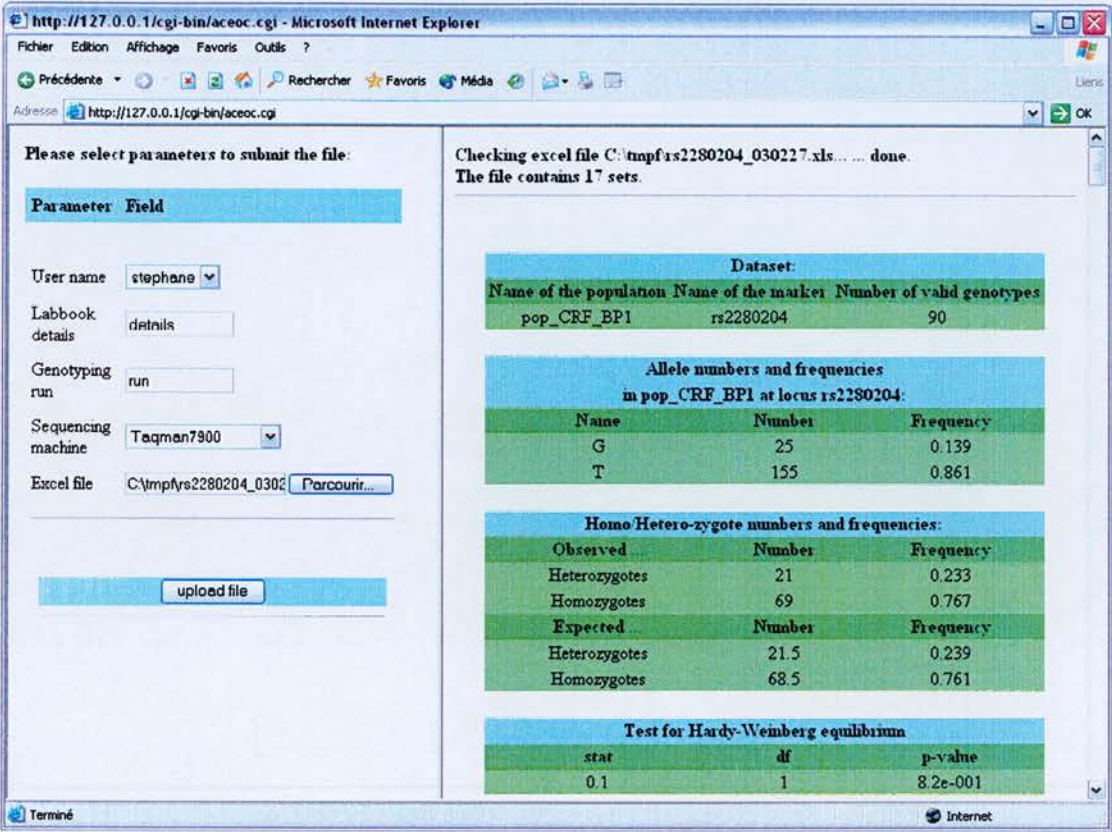 http://127.0.0.1/cgi-bin/aceoc.cgi - Microsoft Internet Explorer
Fichier Edition Affichage Favoris Outils ?
Précédente Rechercher Favoris Média Liens
Adresse http://127.0.0.1/cgi-bin/aceoc.cgi OK
Please select parameters to submit the file:
Parameter Field
User name stephane
Labbook details details
Genotyping run run
Sequencing machine Taqman7900
Excel file C:\tmpf\rs2280204_0302 Parcourir...
upload file
Checking excel file C:\tmpf\rs2280204_030227.xls... ... done.
The file contains 17 sets.
Dataset:
Name of the population Name of the marker Number of valid genotypes
pop_CRF_BP1 rs2280204 90
Allele numbers and frequencies
in pop_CRF_BP1 at locus rs2280204:
Name Number Frequency
G 25 0.139
T 155 0.861
Homo/Hetero-zygote numbers and frequencies:
Observed ... Number Frequency
Heterozygotes 21 0.233
Homozygotes 69 0.767
Expected ... Number Frequency
Heterozygotes 21.5 0.239
Homozygotes 68.5 0.761
Test for Hardy-Weinberg equilibrium
stat df p-value
0.1 1 8.2e-001
Terminé Internet